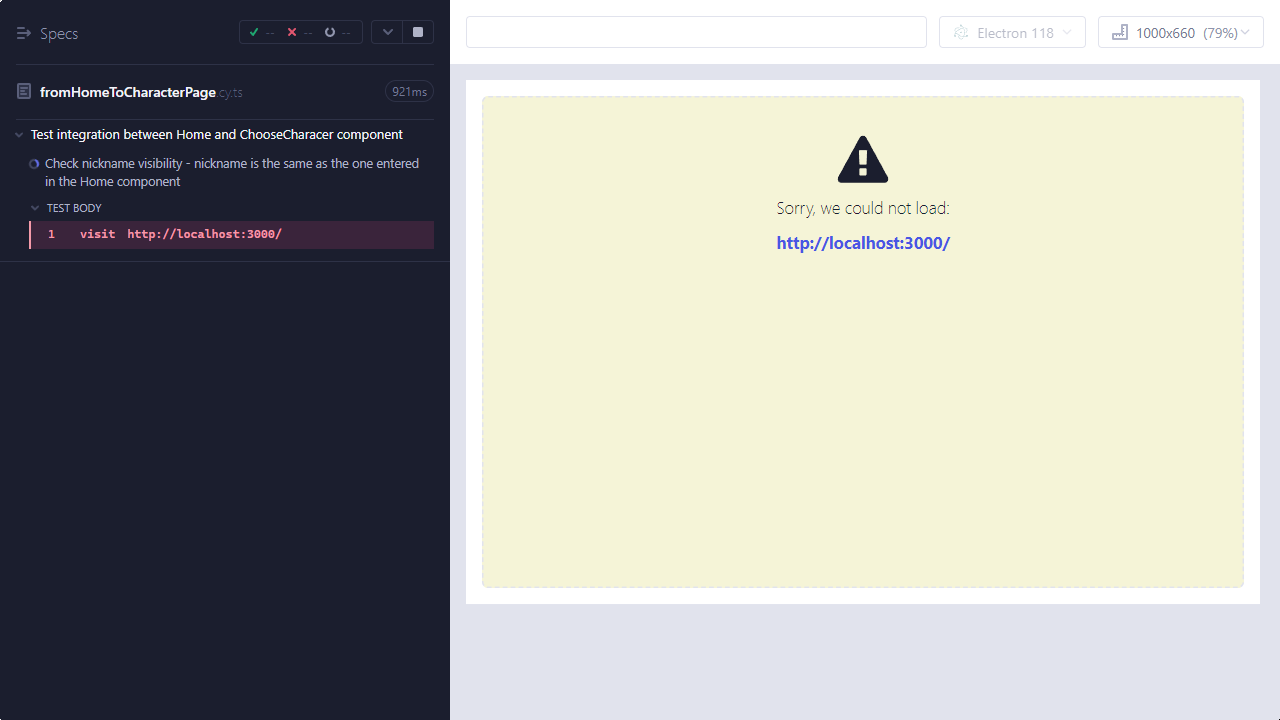 Specs
-- -- --
Electron 118
1000x660 (79%)
fromHomeToCharacterPage.cy.ts
921ms
Test integration between Home and ChooseCharacer component
Check nickname visibility - nickname is the same as the one entered
in the Home component
TEST BODY
1 visit http://localhost:3000/
Sorry, we could not load:
http://localhost:3000/